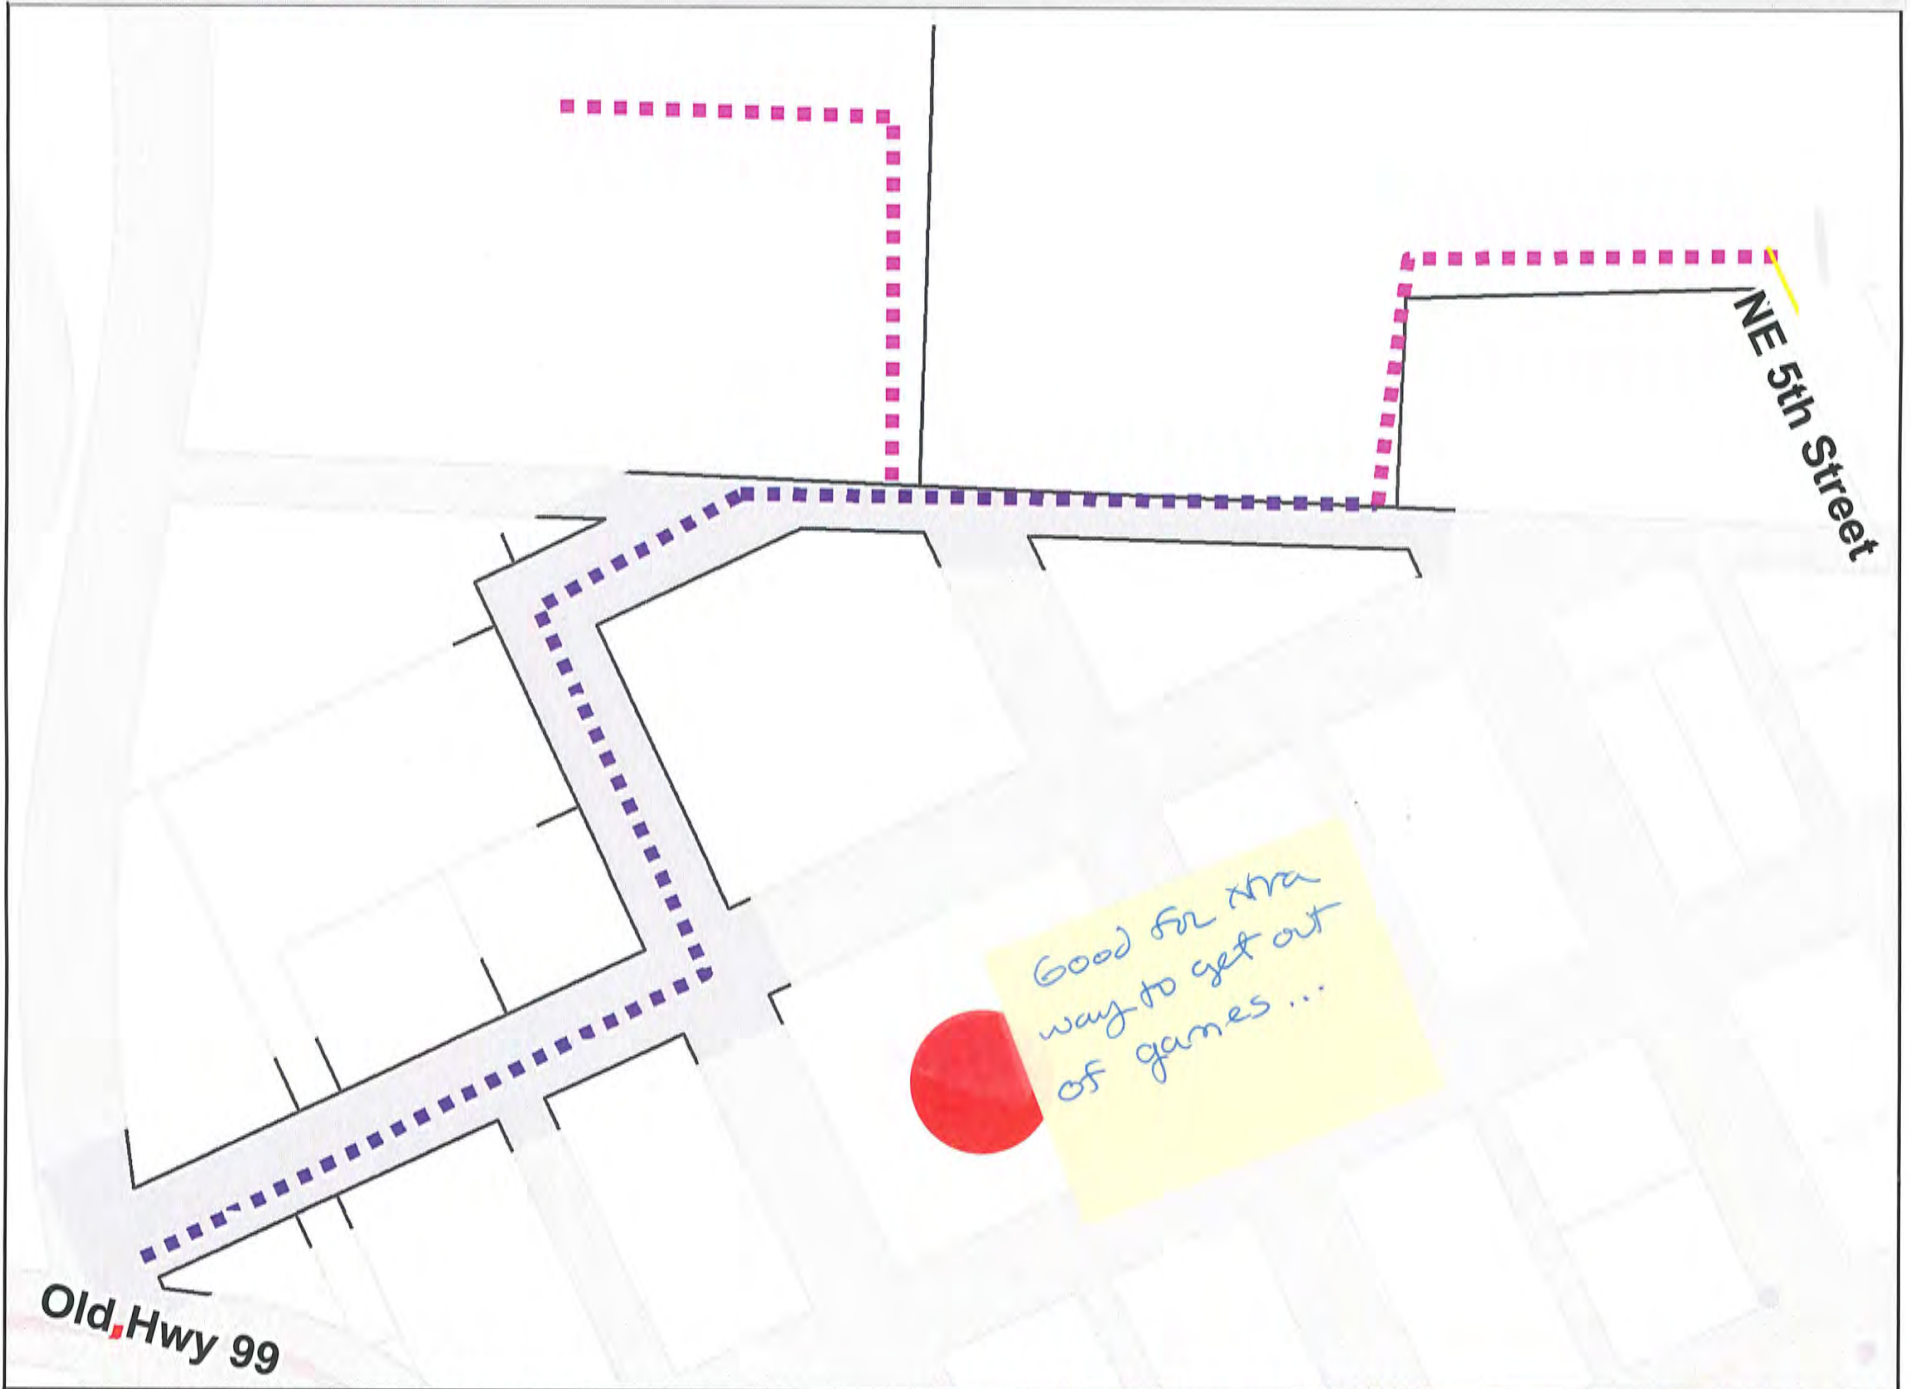 NE 5th Street
Good for xtra
way to get out
of games ...
Old Hwy 99